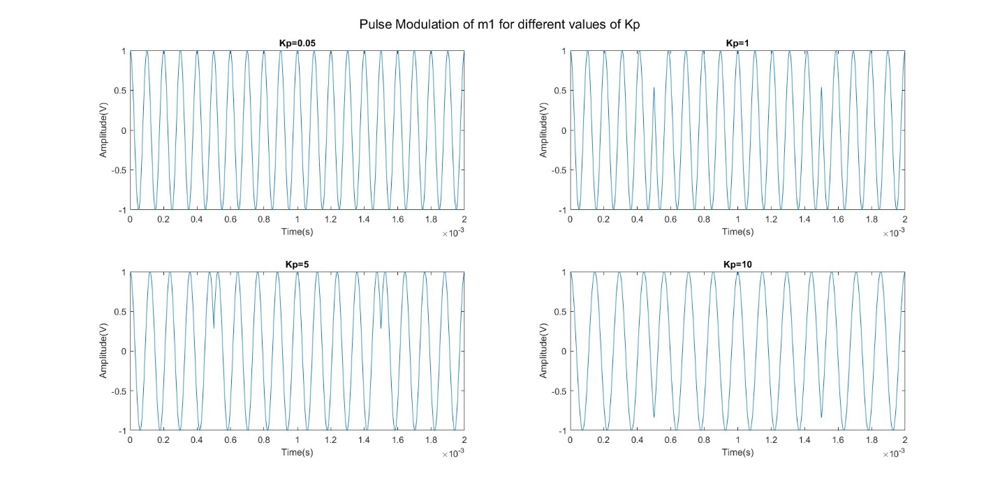 Pulse Modulation of m1 for different values of Kp
Kp=0.05
1
0.5
0
-0.5
-1
Amplitude(V)
0 0.2 0.4 0.6 0.8 1 1.2 1.4 1.6 1.8 2
Time(s)
×10-3
Kp=1
1
0.5
0
-0.5
-1
Amplitude(V)
0 0.2 0.4 0.6 0.8 1 1.2 1.4 1.6 1.8 2
Time(s)
×10-3
Kp=5
1
0.5
0
-0.5
-1
Amplitude(V)
0 0.2 0.4 0.6 0.8 1 1.2 1.4 1.6 1.8 2
Time(s)
×10-3
Kp=10
1
0.5
0
-0.5
-1
Amplitude(V)
0 0.2 0.4 0.6 0.8 1 1.2 1.4 1.6 1.8 2
Time(s)
×10-3